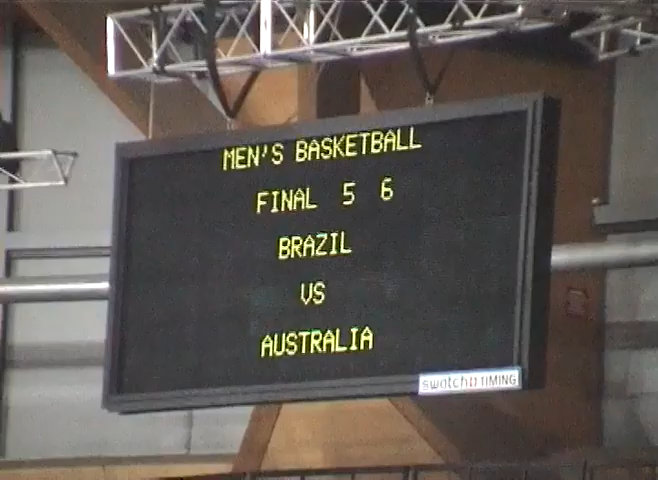 MEN'S BASKETBALL
FINAL 5 6
BRAZIL
VS
AUSTRALIA
swatch TIMING